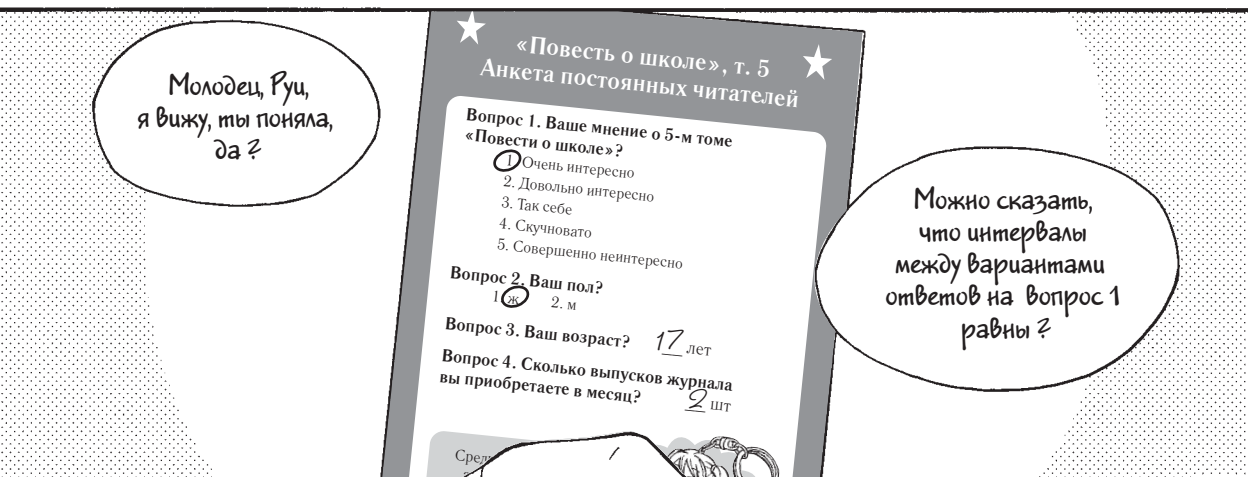 Молодец, Руи,
я вижу, ты поняла,
да?
«Повесть о школе», т. 5
Анкета постоянных читателей
Вопрос 1. Ваше мнение о 5-м томе
«Повести о школе»?
1 Очень интересно
2. Довольно интересно
3. Так себе
4. Скучновато
5. Совершенно неинтересно
Вопрос 2. Ваш пол?
1 ж 2. м
Вопрос 3. Ваш возраст? 17 лет
Вопрос 4. Сколько выпусков журнала
вы приобретаете в месяц? 2 шт
Можно сказать,
что интервалы
между вариантами
ответов на вопрос 1
равны?